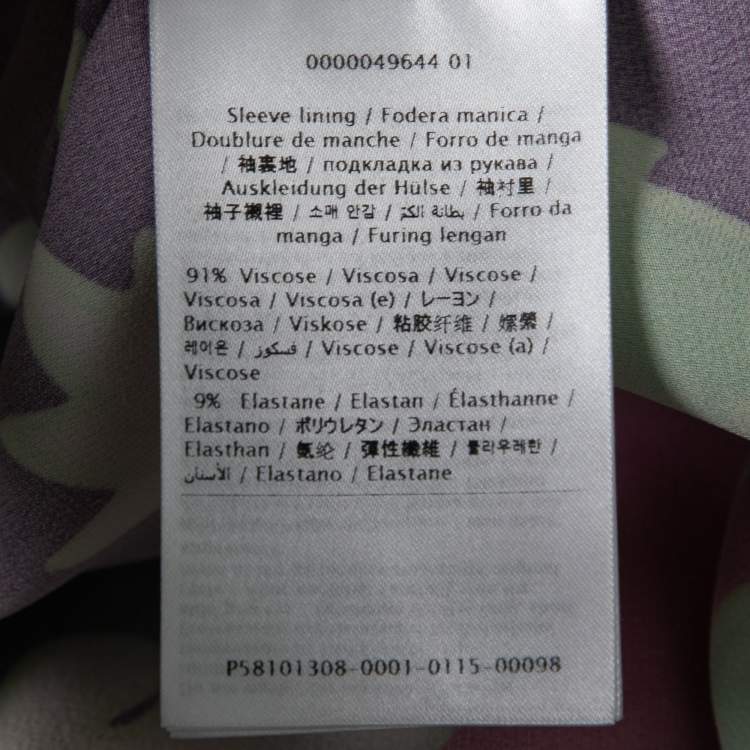 0000049644 01
Sleeve lining / Fodera manica /
Doublure de manche / Forro de manga
/ 袖裏地 / подкладка из рукава /
Auskleidung der Hülse / 袖衬里 /
袖子襯裡 / 소매 안감 / بطانة الكم / Forro da
manga / Furing lengan
91% Viscose / Viscosa / Viscose /
Viscosa / Viscosa (e) / レーヨン /
Вискоза / Viskose / 粘胶纤维 / 嫘縈 /
레이온 / فسكوز / Viscose / Viscose (a) /
Viscose
9% Elastane / Elastan / Élasthanne /
Elastano / ポリウレタン / Эластан /
Elasthan / 氨纶 / 彈性纖維 / 폴리우레탄 /
الأسنان / Elastano / Elastane
P58101308-0001-0115-00098